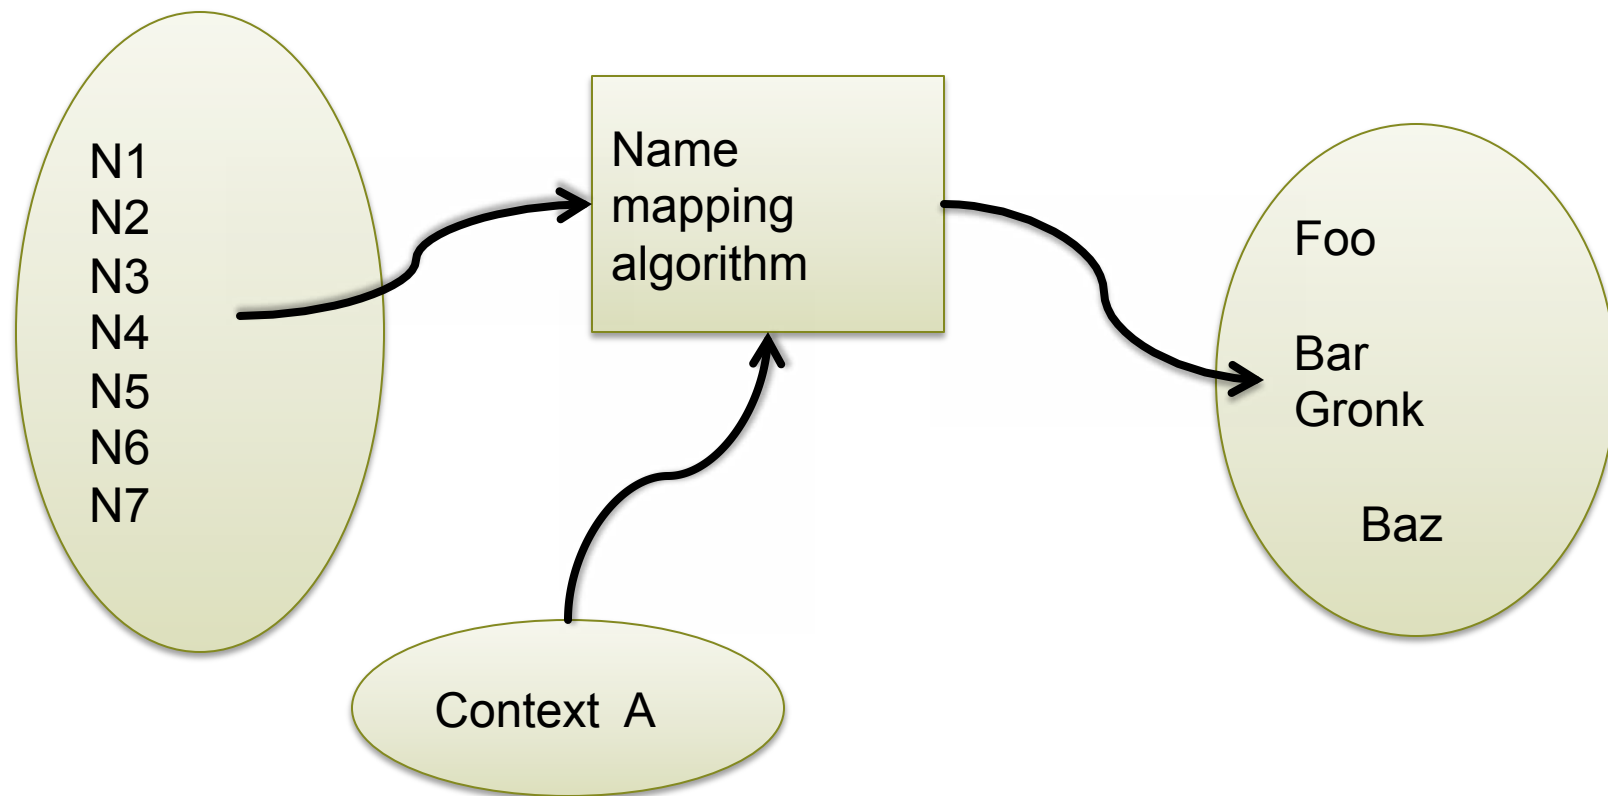 N1
N2
N3
N4
N5
N6
N7
Name
mapping
algorithm
Context A
Foo
Bar
Gronk
Baz